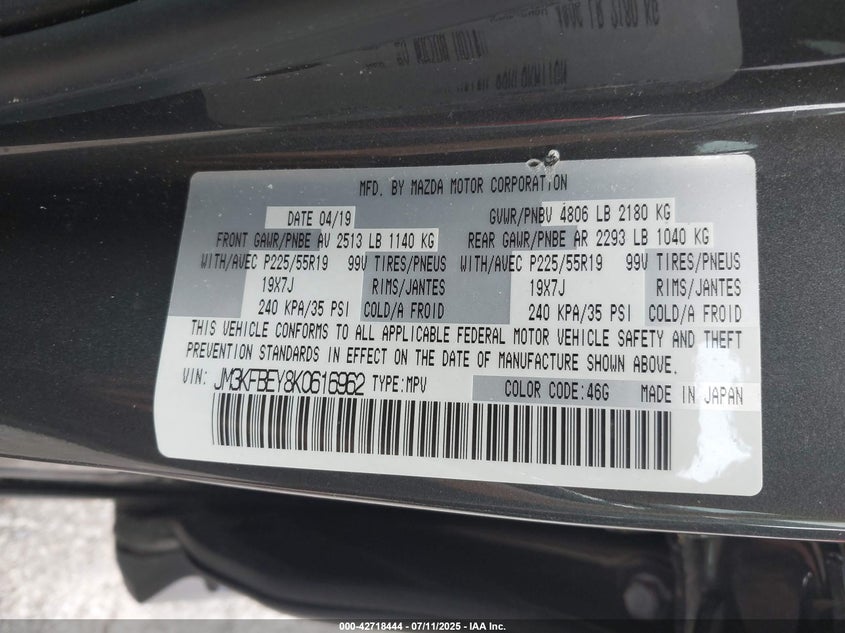 MFD. BY MAZDA MOTOR CORPORATION
DATE 04/19 GVWR/PNBV 4806 LB 2180 KG
FRONT GAWR/PNBE AV 2513 LB 1140 KG REAR GAWR/PNBE AR 2293 LB 1040 KG
WITH/AVEC P225/55R19 99V TIRES/PNEUS WITH/AVEC P225/55R19 99V TIRES/PNEUS
19X7J RIMS/JANTES 19X7J RIMS/JANTES
240 KPA/35 PSI COLD/A FROID 240 KPA/35 PSI COLD/A FROID
THIS VEHICLE CONFORMS TO ALL APPLICABLE FEDERAL MOTOR VEHICLE SAFETY AND THEFT
PREVENTION STANDARDS IN EFFECT ON THE DATE OF MANUFACTURE SHOWN ABOVE.
VIN: JM3KFBEY8K0616962 TYPE:MPV COLOR CODE:46G MADE IN JAPAN
000-42718444 - 07/11/2025 - IAA Inc.